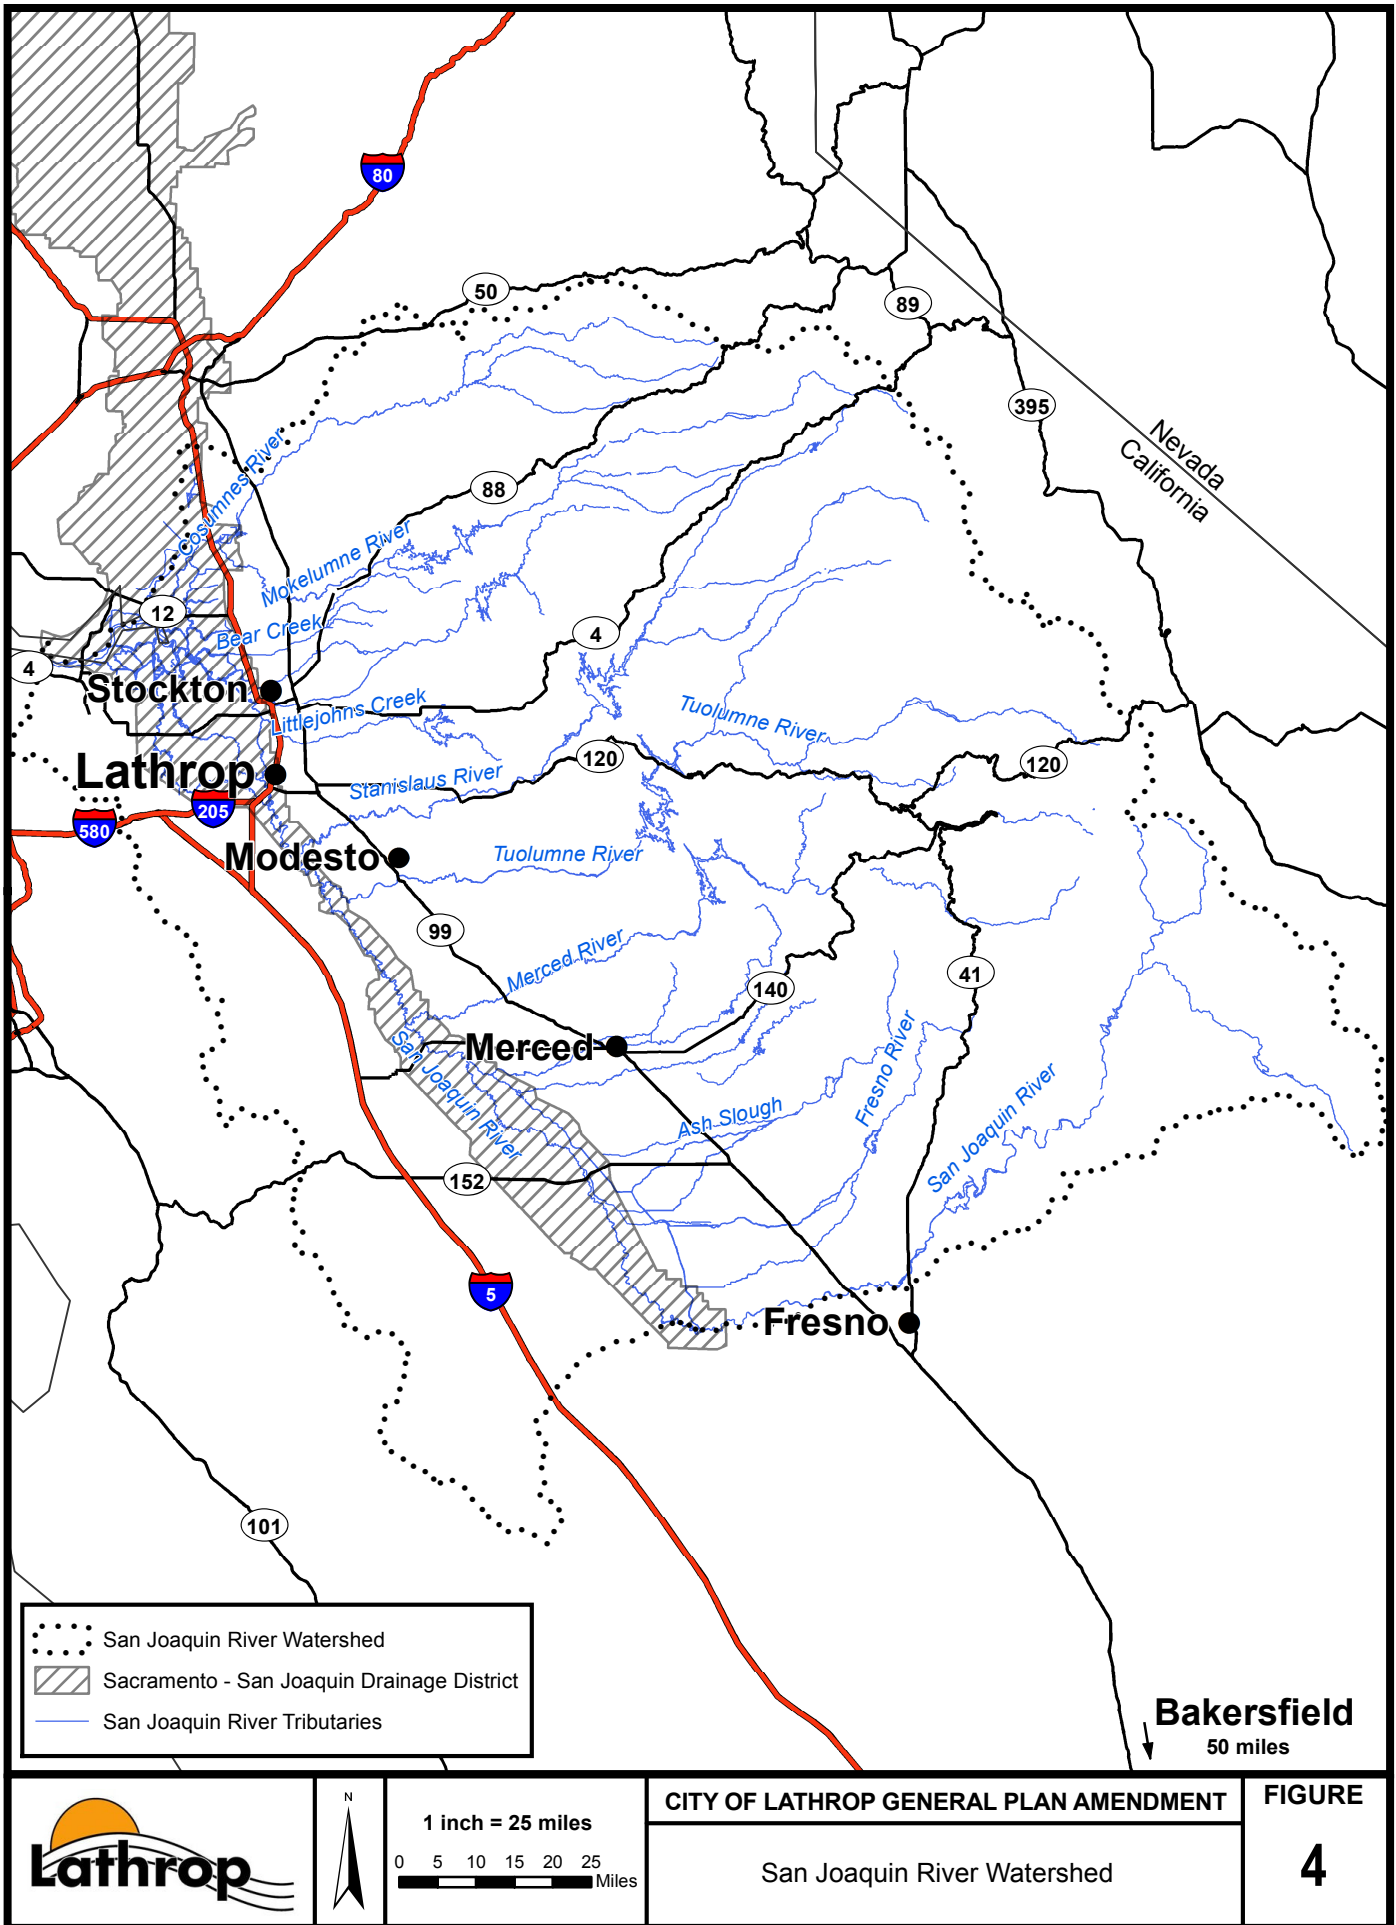 80
50
89
395
Nevada
California
Cosumnes River
88
Mokelumne River
12
Bear Creek
4
4
Stockton
Littlejohns Creek
Tuolumne River
Lathrop
120
120
Stanislaus River
205
580
Modesto
Tuolumne River
99
Merced River
41
140
San Joaquin River
Merced
Fresno River
Ash Slough
San Joaquin River
152
5
Fresno
101
San Joaquin River Watershed
Sacramento - San Joaquin Drainage District
San Joaquin River Tributaries
Bakersfield
50 miles
Lathrop
N
1 inch = 25 miles
0 5 10 15 20 25
Miles
CITY OF LATHROP GENERAL PLAN AMENDMENT
San Joaquin River Watershed
FIGURE
4